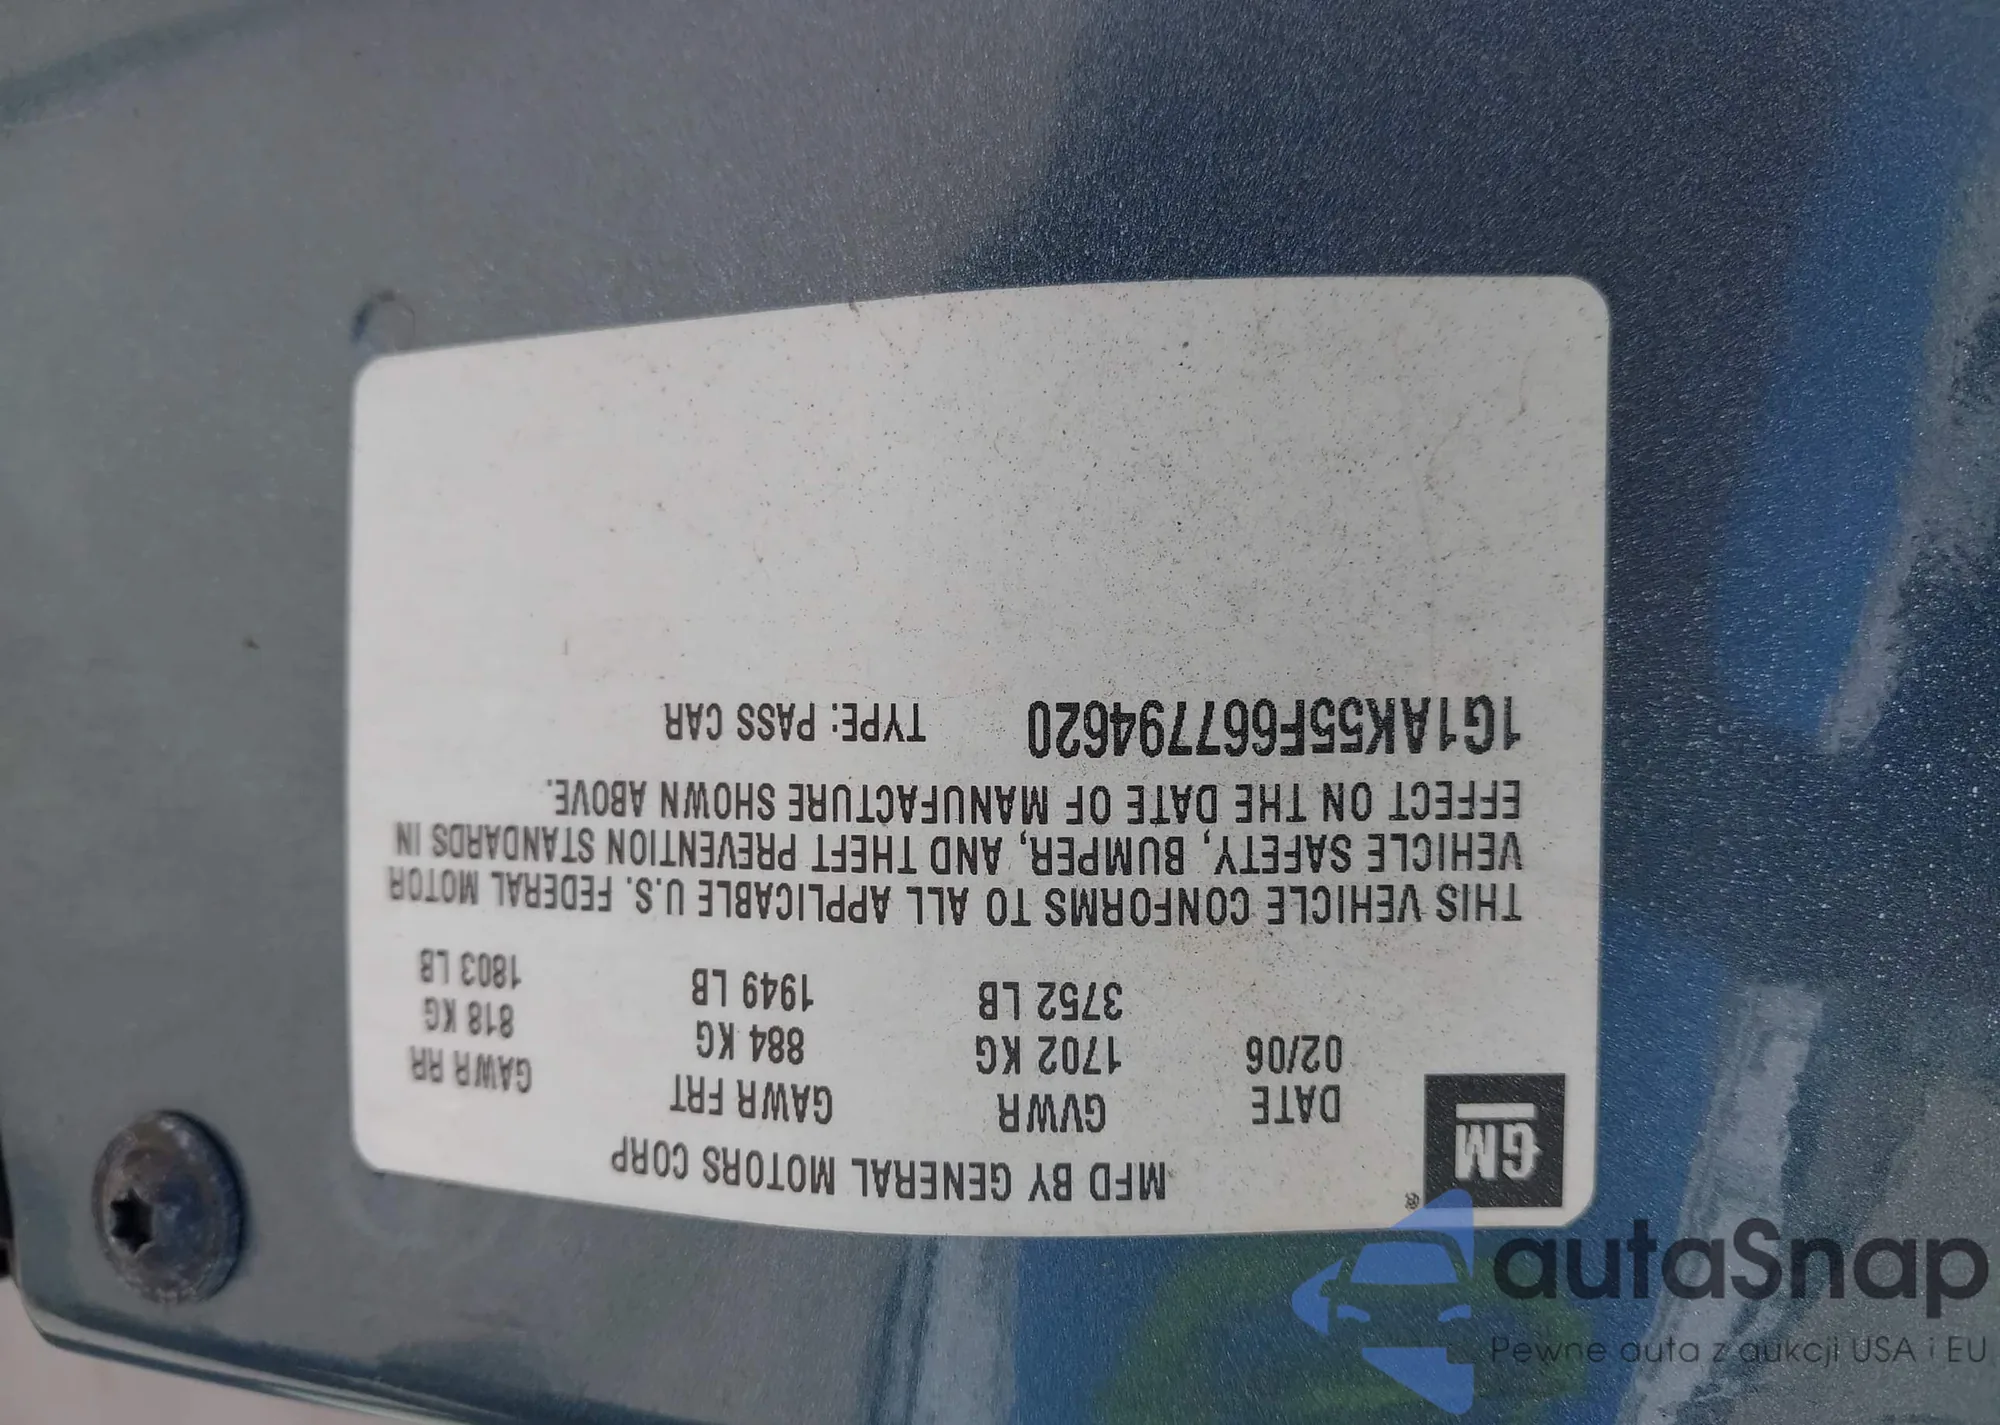 GM ®
MFD BY GENERAL MOTORS CORP
DATE GVWR GAWR FRT GAWR RR
02/06 1702 KG 884 KG 818 KG
3752 LB 1949 LB 1803 LB
THIS VEHICLE CONFORMS TO ALL APPLICABLE U.S. FEDERAL MOTOR
VEHICLE SAFETY, BUMPER, AND THEFT PREVENTION STANDARDS IN
EFFECT ON THE DATE OF MANUFACTURE SHOWN ABOVE.
1G1AK55F667794620 TYPE: PASS CAR
autaSnap
Pewne auta z aukcji USA i EU